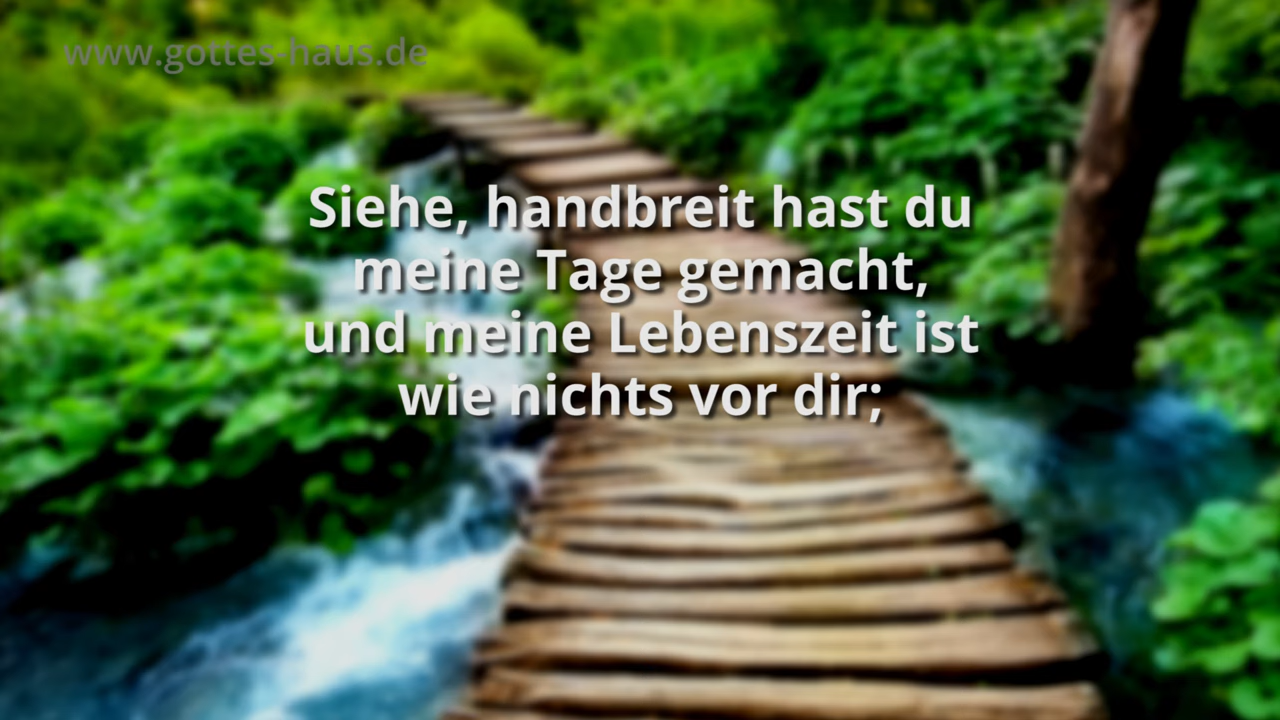 www.gottes-haus.de
Siehe, handbreit hast du
meine Tage gemacht,
und meine Lebenszeit ist
wie nichts vor dir;